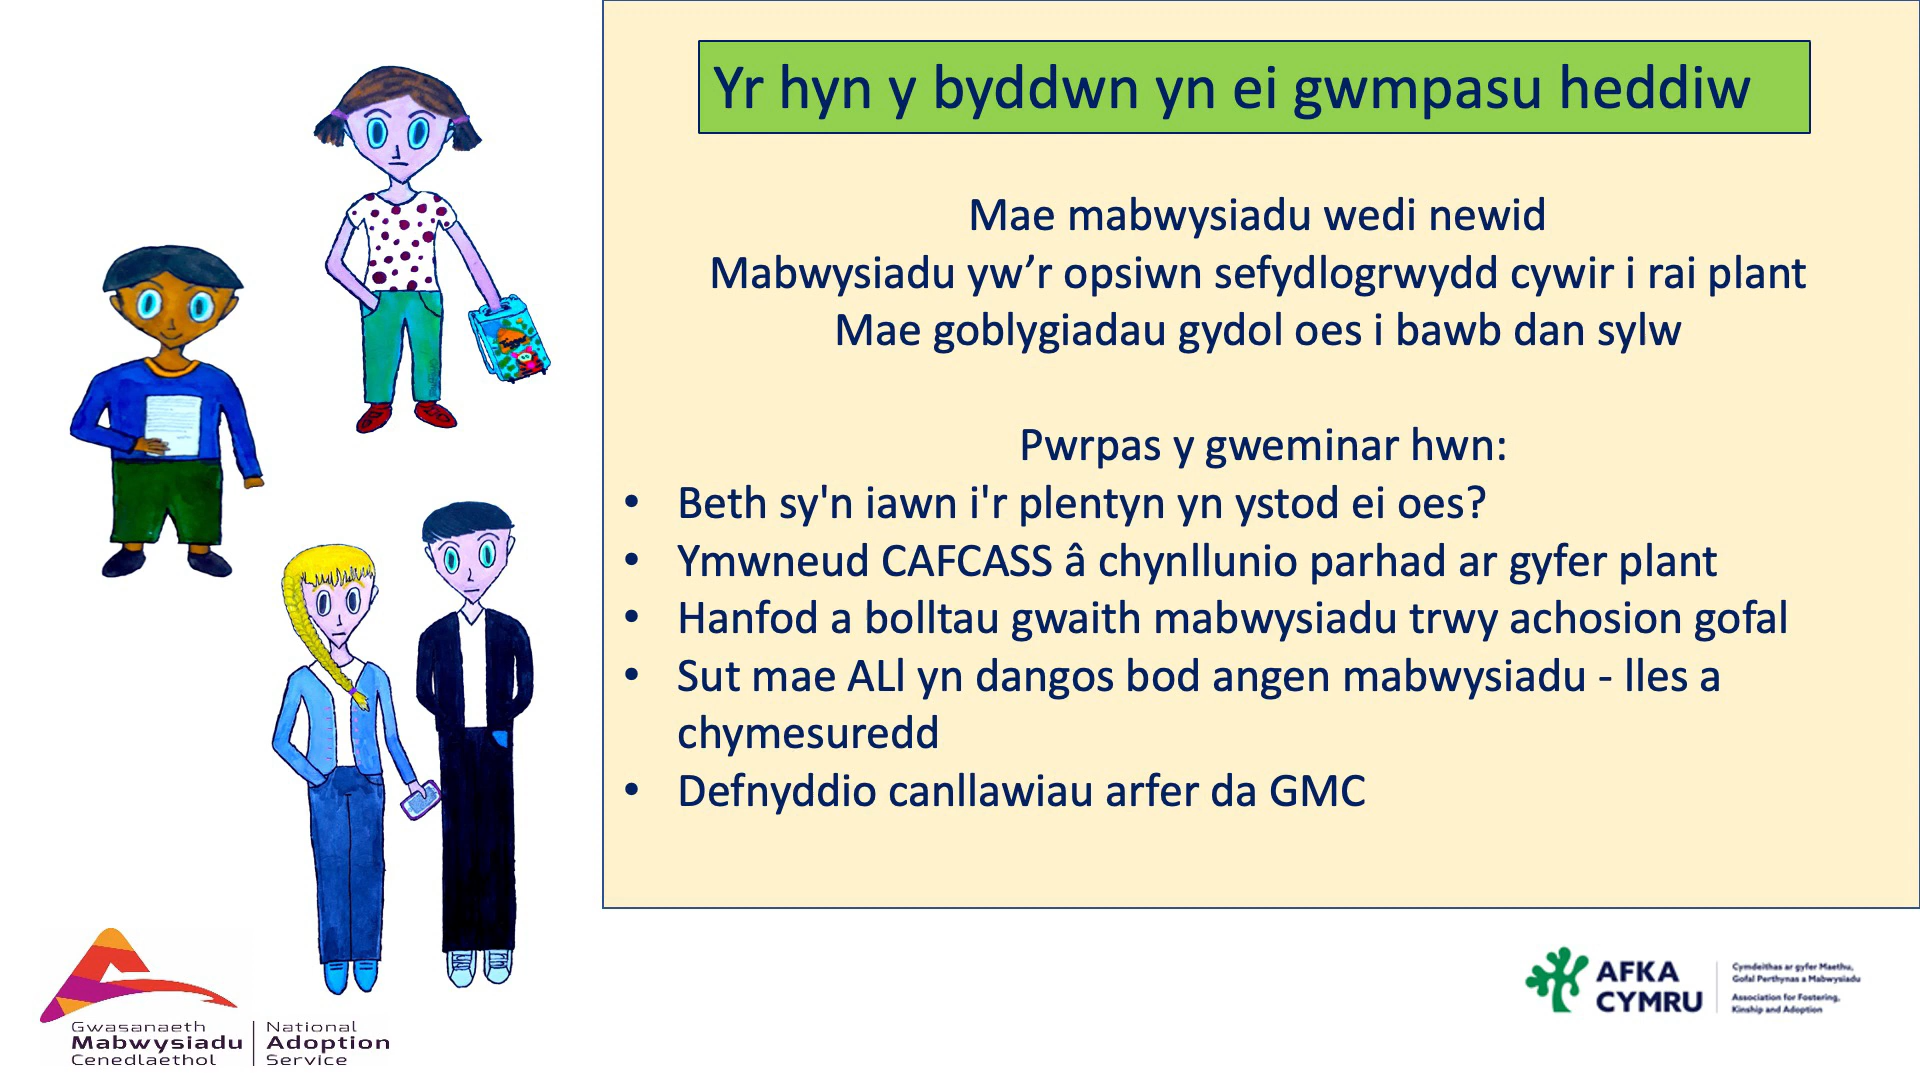 Yr hyn y byddwn yn ei gwmpasu heddiw
Mae mabwysiadu wedi newid
Mabwysiadu yw’r opsiwn sefydlogrwydd cywir i rai plant
Mae goblygiadau gydol oes i bawb dan sylw
Pwrpas y gweminar hwn:
• Beth sy'n iawn i'r plentyn yn ystod ei oes?
• Ymwneud CAFCASS â chynllunio parhad ar gyfer plant
• Hanfod a bolltau gwaith mabwysiadu trwy achosion gofal
• Sut mae ALl yn dangos bod angen mabwysiadu - lles a
chymesuredd
• Defnyddio canllawiau arfer da GMC
Gwasanaeth
Mabwysiadu
Cenedlaethol
National
Adoption
Service
AFKA
CYMRU
Cymdeithas ar gyfer Maethu,
Gofal Perthynas a Mabwysiadu
Association for Fostering,
Kinship and Adoption